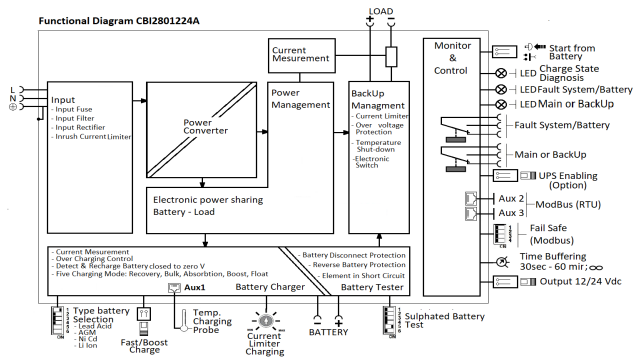 Functional Diagram CBI2801224A
LOAD
+ −
L
N
Input
- Input Fuse
- Input Filter
- Input Rectifier
- Inrush Current Limiter
Power
Converter
Current
Mesurement
Power
Management
BackUp
Managment
- Current Limiter
- Over voltage
Protection
- Temperature
Shut-down
-Electronic
Switch
Electronic power sharing
Battery - Load
Monitor
&
Control
Start from
Battery
LED Charge State
Diagnosis
LED Fault System/Battery
LED Main or BackUp
Fault System/Battery
Main or BackUp
UPS Enabling
(Option)
Aux 2
Aux 3
ModBus (RTU)
Fail Safe
(Modbus)
Time Buffering
30sec - 60 mir; ∞
Output 12/24 Vdc
- Current Mesurement
- Over Charging Control
- Detect & Recharge Battery closed to zero V
- Five Charging Mode: Recovery, Bulk, Absorbtion, Boost, Float
Aux1
Battery Charger
- Battery Disconnect Protection
- Reverse Battery Protection
- Element in Short Circuit
Battery Tester
Type battery
Selection
- Lead Acid
- AGM
- Ni Cd
- Li Ion
Fast/Boost
Charge
Temp.
Charging
Probe
Current
Limiter
Charging
− +
BATTERY
Sulphated Battery
Test